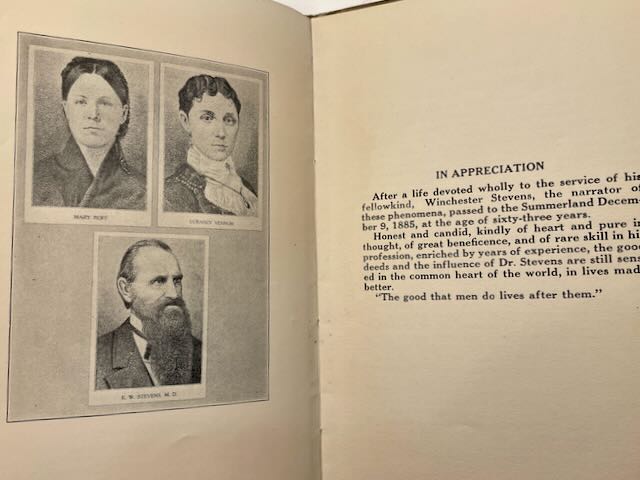 MARY ROFF
LURANCY VENNUM
E. W. STEVENS, M. D.
IN APPRECIATION
After a life devoted wholly to the service of his
fellowkind, Winchester Stevens, the narrator of
these phenomena, passed to the Summerland Decem-
ber 9, 1885, at the age of sixty-three years.
Honest and candid, kindly of heart and pure in
thought, of great beneficence, and of rare skill in his
profession, enriched by years of experience, the good
deeds and the influence of Dr. Stevens are still sens
ed in the common heart of the world, in lives made
better.
"The good that men do lives after them."